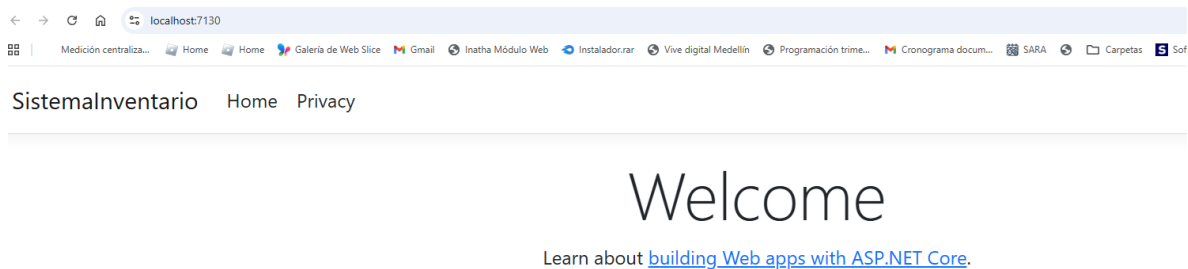 localhost:7130
Medición centraliza... Home Home Galería de Web Slice Gmail Inatha Módulo Web Instalador.rar Vive digital Medellín Programación trime... Cronograma docum... SARA Carpetas S Sof
SistemaInventario Home Privacy
Welcome
Learn about building Web apps with ASP.NET Core.